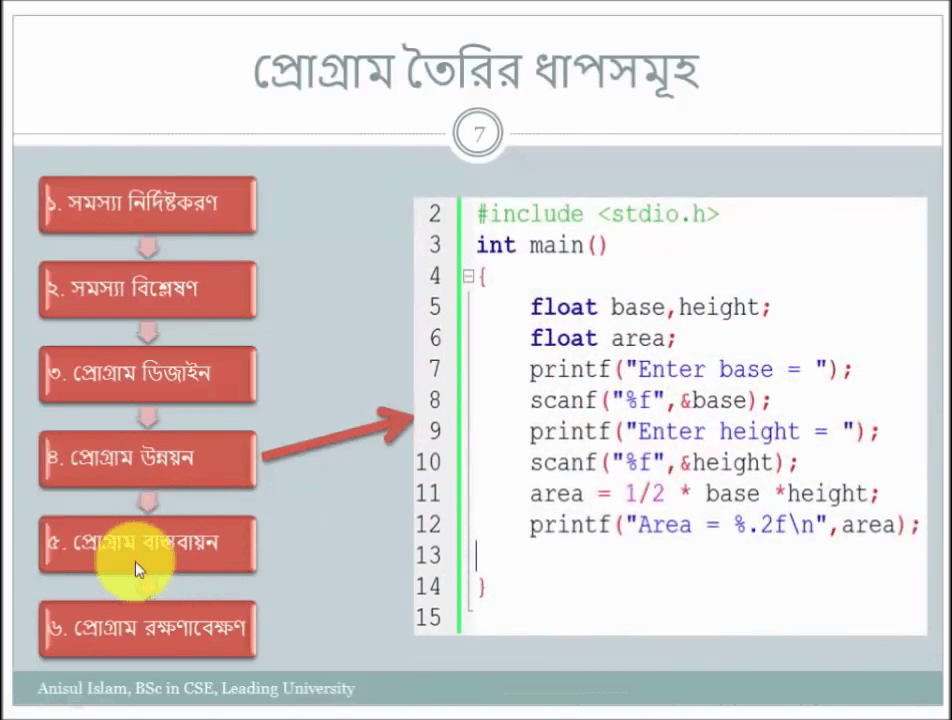 প্রোগ্রাম তৈরির ধাপসমূহ
7
১. সমস্যা নির্দিষ্টকরণ
২. সমস্যা বিশ্লেষণ
৩. প্রোগ্রাম ডিজাইন
৪. প্রোগ্রাম উন্নয়ন
৫. প্রোগ্রাম বাস্তবায়ন
৬. প্রোগ্রাম রক্ষণাবেক্ষণ
2 #include <stdio.h>
3 int main()
4 {
5 float base,height;
6 float area;
7 printf("Enter base = ");
8 scanf("%f",&base);
9 printf("Enter height = ");
10 scanf("%f",&height);
11 area = 1/2 * base *height;
12 printf("Area = %.2f\n",area);
13
14 }
15
Anisul Islam, BSc in CSE, Leading University